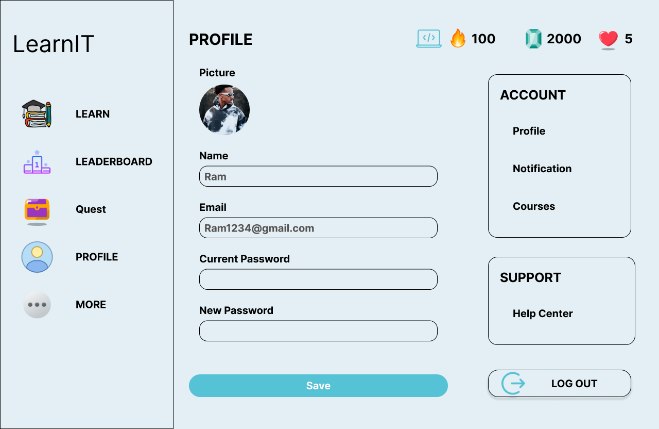 LearnIT
LEARN
1
LEADERBOARD
Quest
PROFILE
MORE
PROFILE
</>
100
2000
5
Picture
Name
Ram
Email
Ram1234@gmail.com
Current Password
New Password
Save
ACCOUNT
Profile
Notification
Courses
SUPPORT
Help Center
LOG OUT